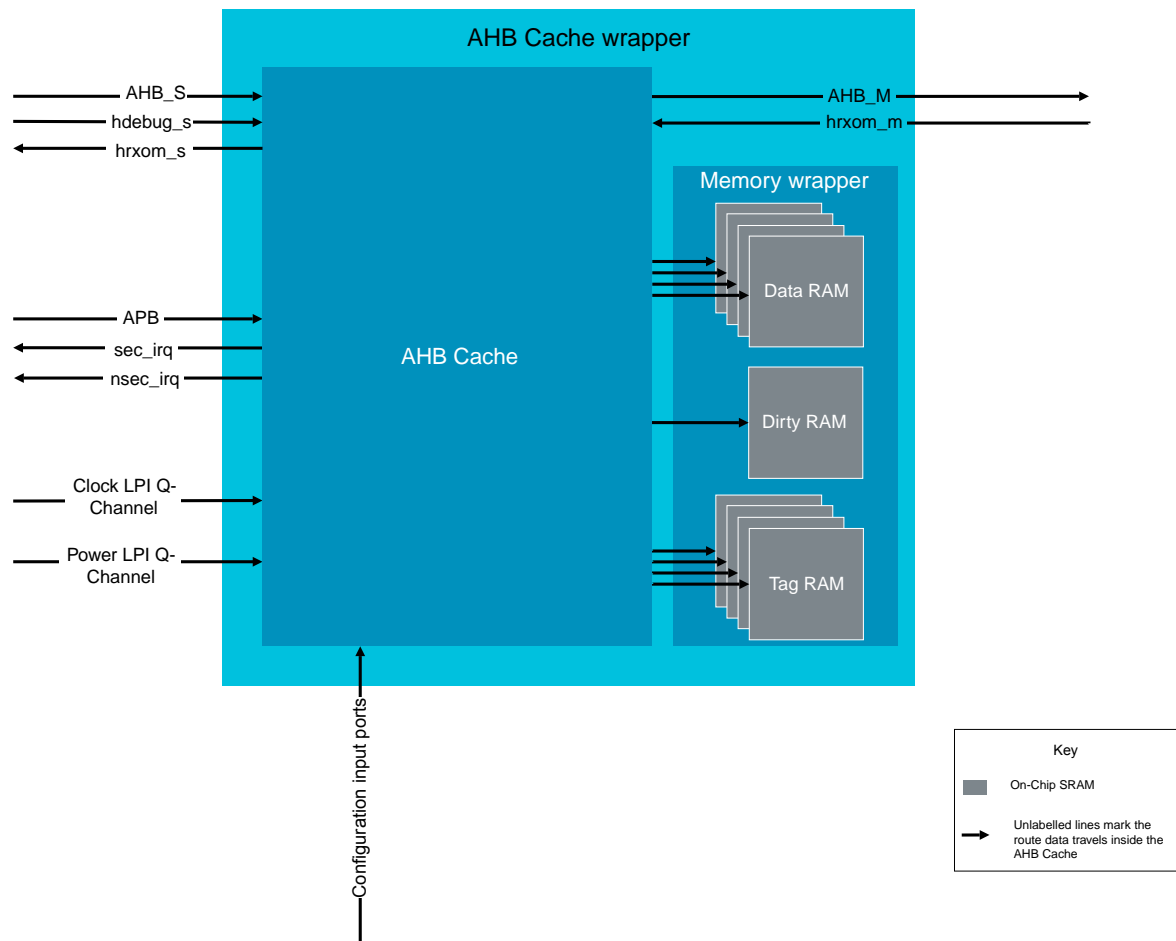 AHB Cache wrapper
AHB_S
hdebug_s
hrxom_s
AHB_M
hrxom_m
Memory wrapper
Data RAM
APB
sec_irq
nsec_irq
AHB Cache
Dirty RAM
Clock LPI Q-
Channel
Power LPI Q-
Channel
Tag RAM
Configuration input ports
Key
On-Chip SRAM
Unlabelled lines mark the
route data travels inside the
AHB Cache